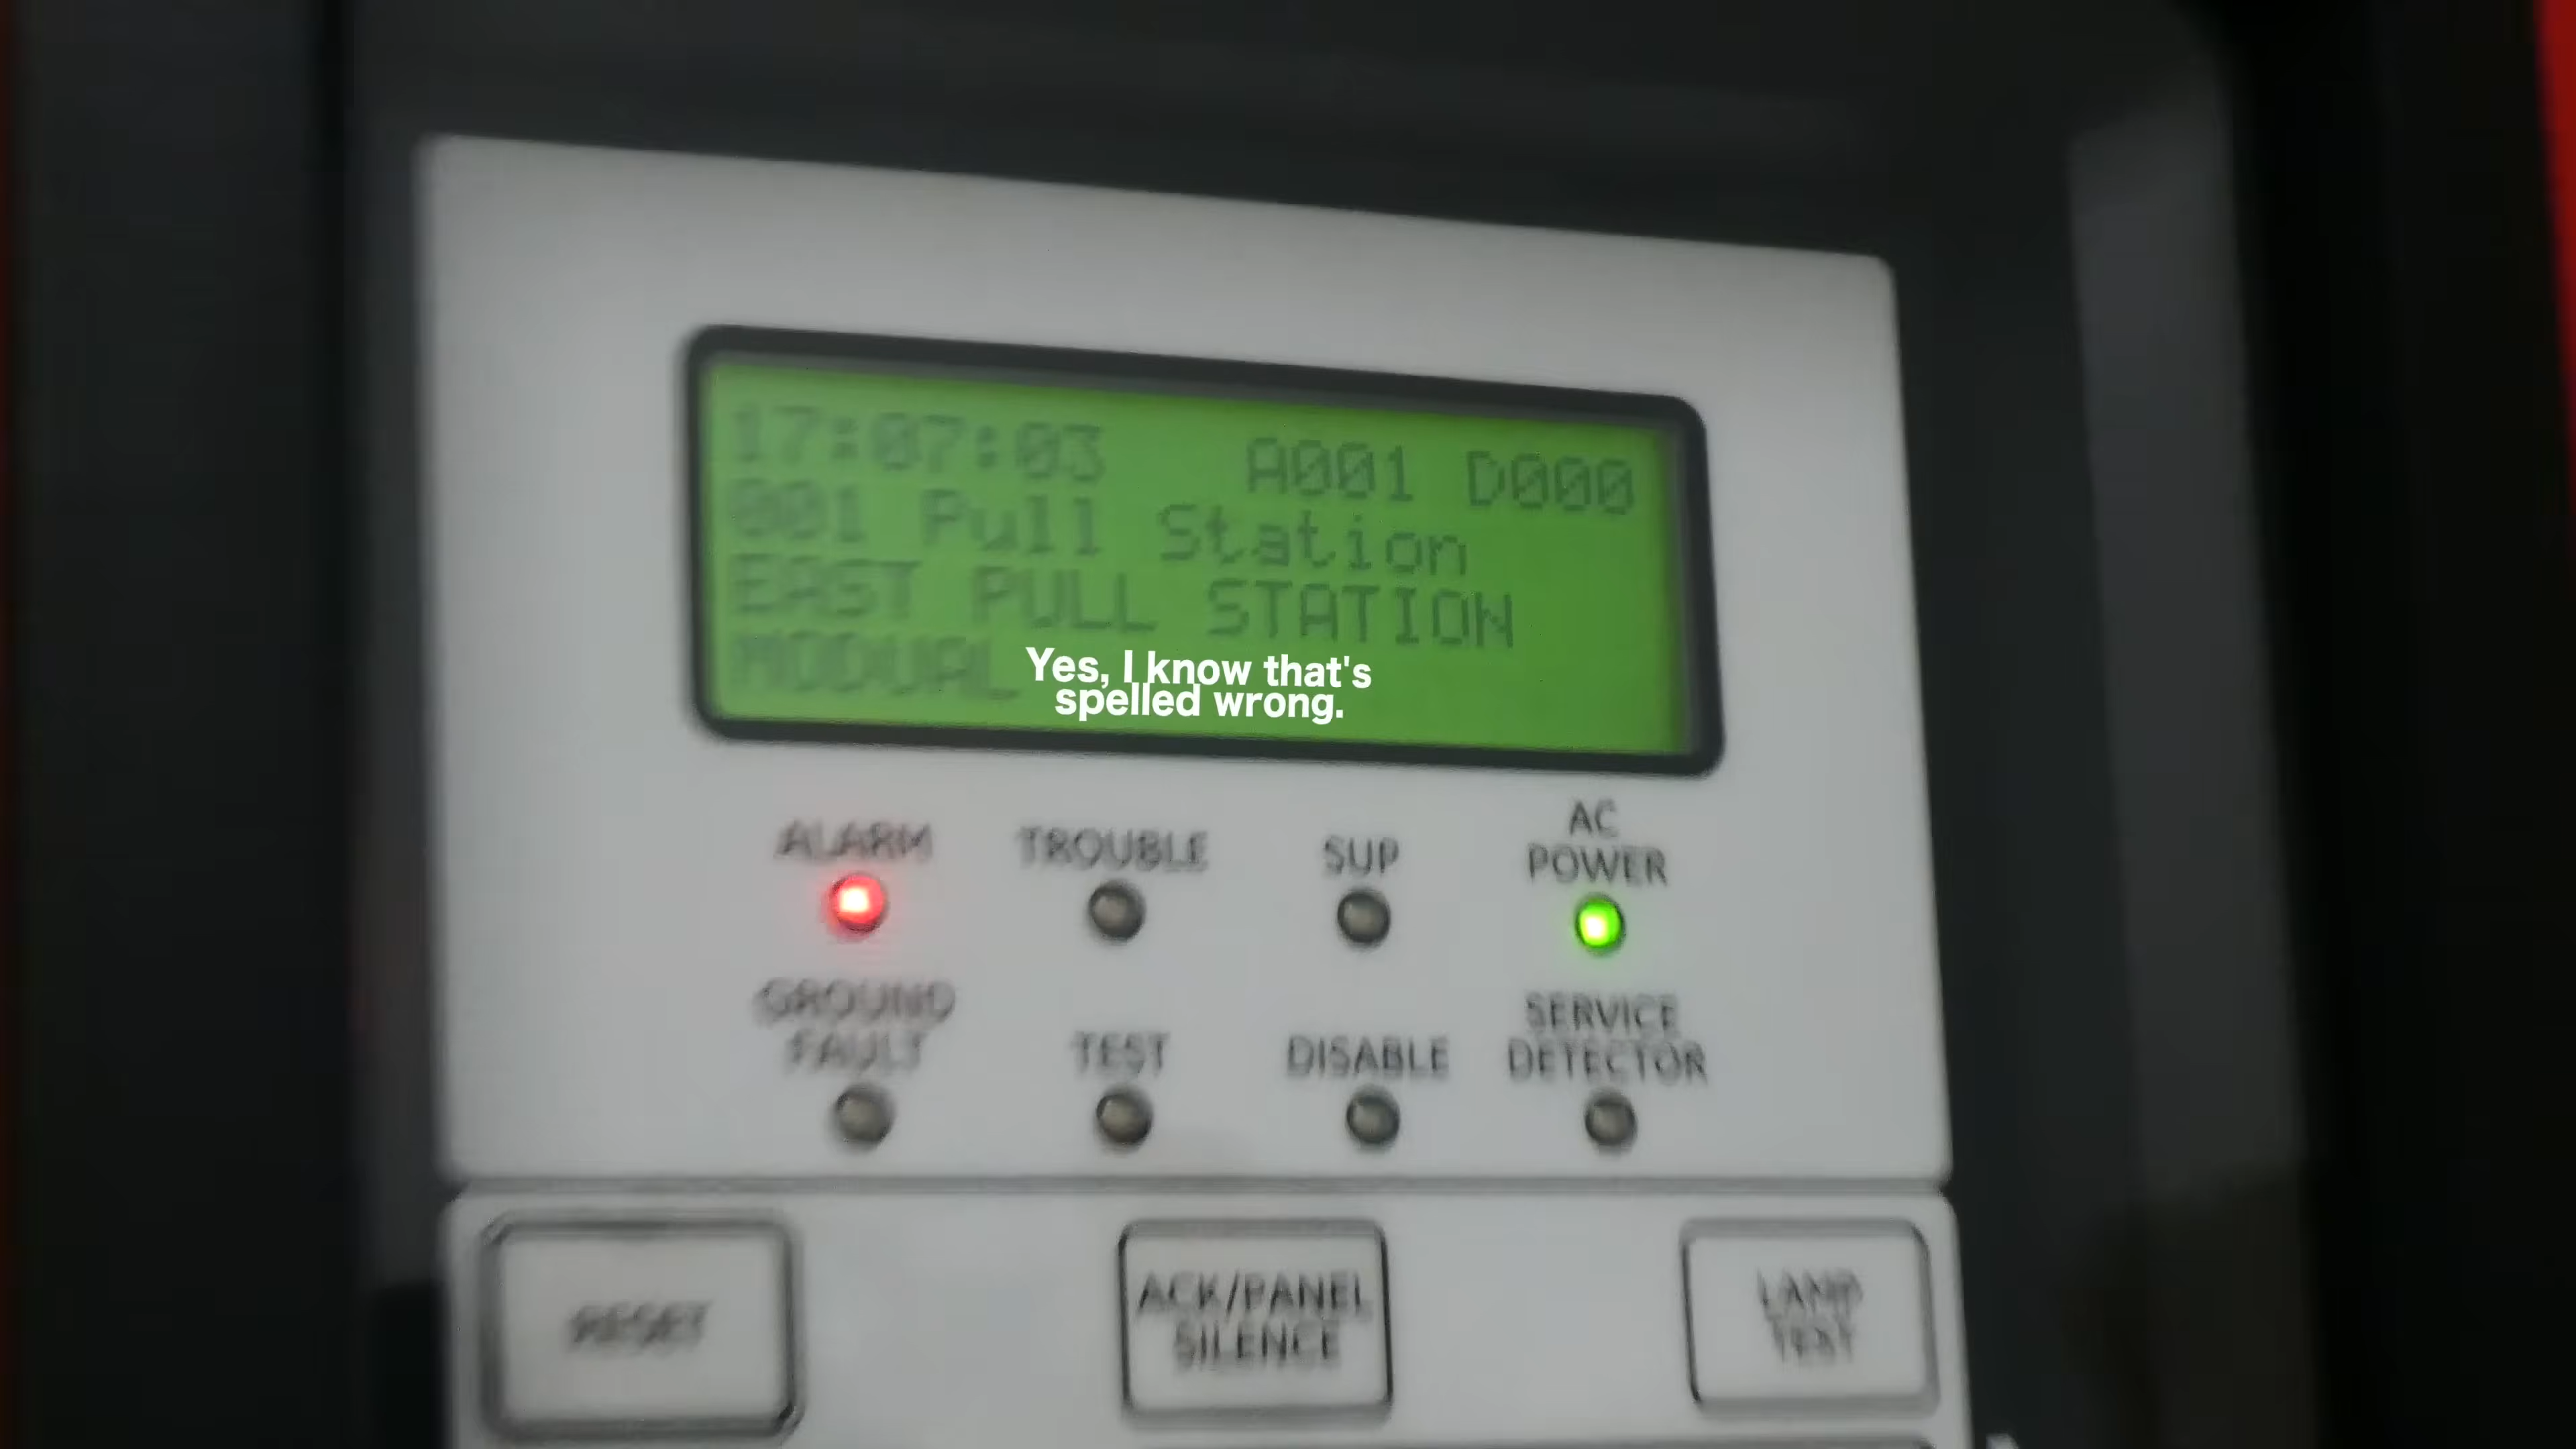 17:07:03 A001 D000
001 Pull Station
EAST PULL STATION
MODUAL
Yes, I know that's
spelled wrong.
ALARM
TROUBLE
SUP
AC
POWER
GROUND
FAULT
TEST
DISABLE
SERVICE
DETECTOR
RESET
ACK/PANEL
SILENCE
LAMP
TEST